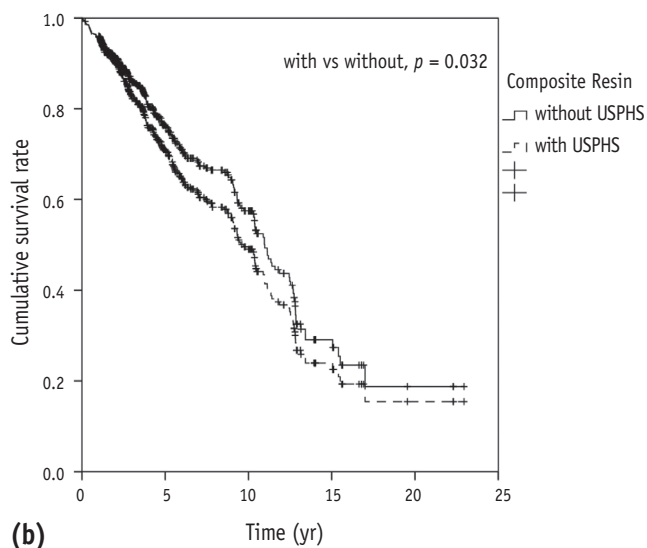 1.0
0.8
0.6
0.4
0.2
0.0
Cumulative survival rate
with vs without, p = 0.032
Composite Resin
without USPHS
with USPHS
0 5 10 15 20 25
Time (yr)
(b)